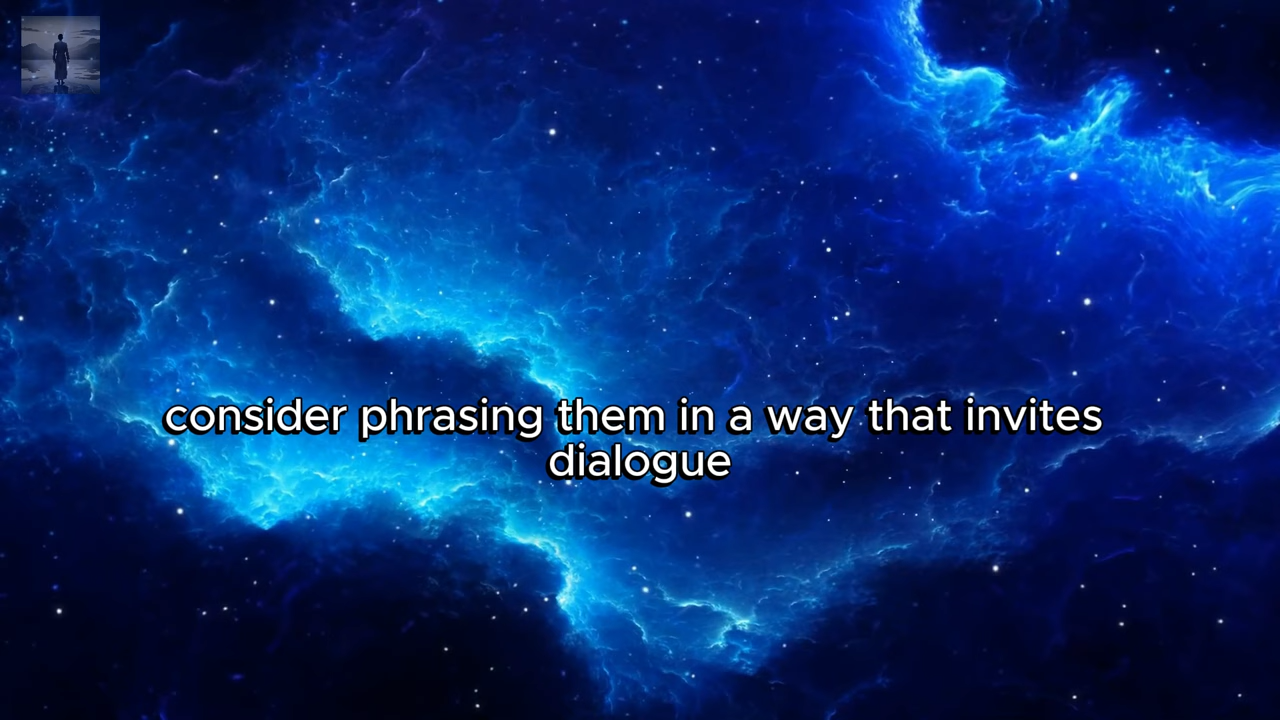 consider phrasing them in a way that invites
dialogue